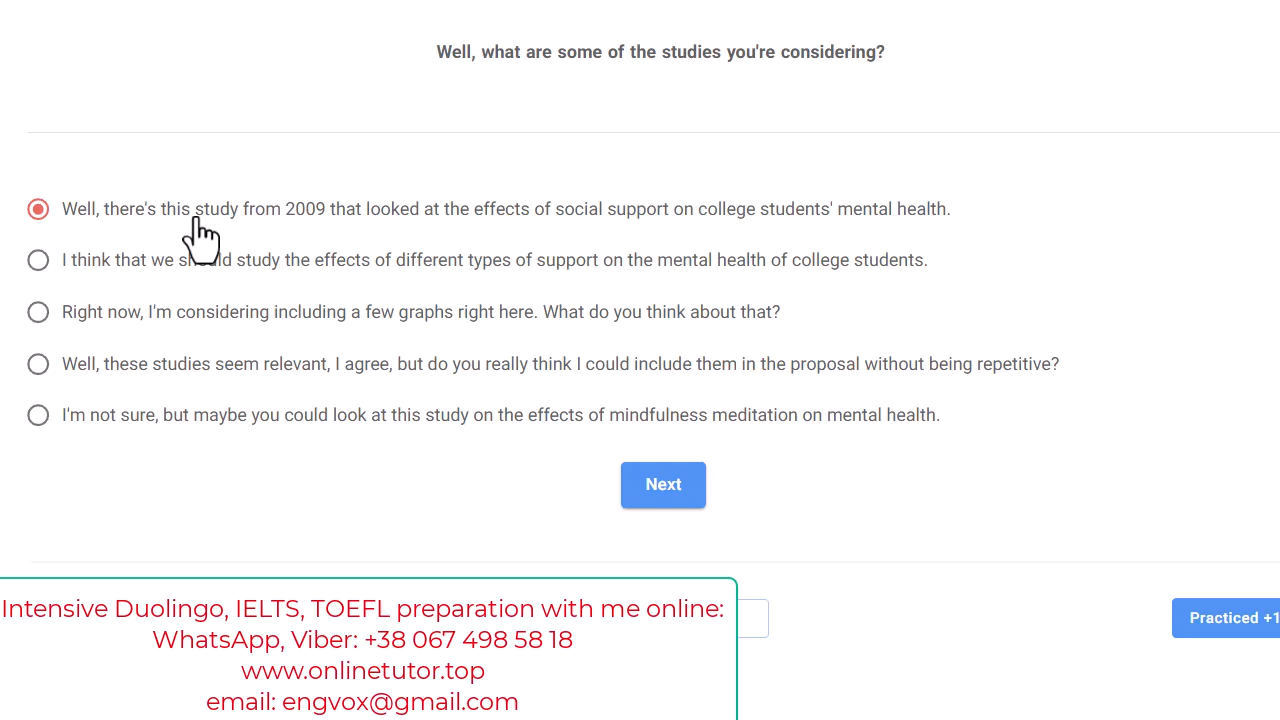 Well, what are some of the studies you're considering?
Well, there's this study from 2009 that looked at the effects of social support on college students' mental health.
I think that we should study the effects of different types of support on the mental health of college students.
Right now, I'm considering including a few graphs right here. What do you think about that?
Well, these studies seem relevant, I agree, but do you really think I could include them in the proposal without being repetitive?
I'm not sure, but maybe you could look at this study on the effects of mindfulness meditation on mental health.
Next
Intensive Duolingo, IELTS, TOEFL preparation with me online:
WhatsApp, Viber: +38 067 498 58 18
www.onlinetutor.top
email: engvox@gmail.com
Practiced +1